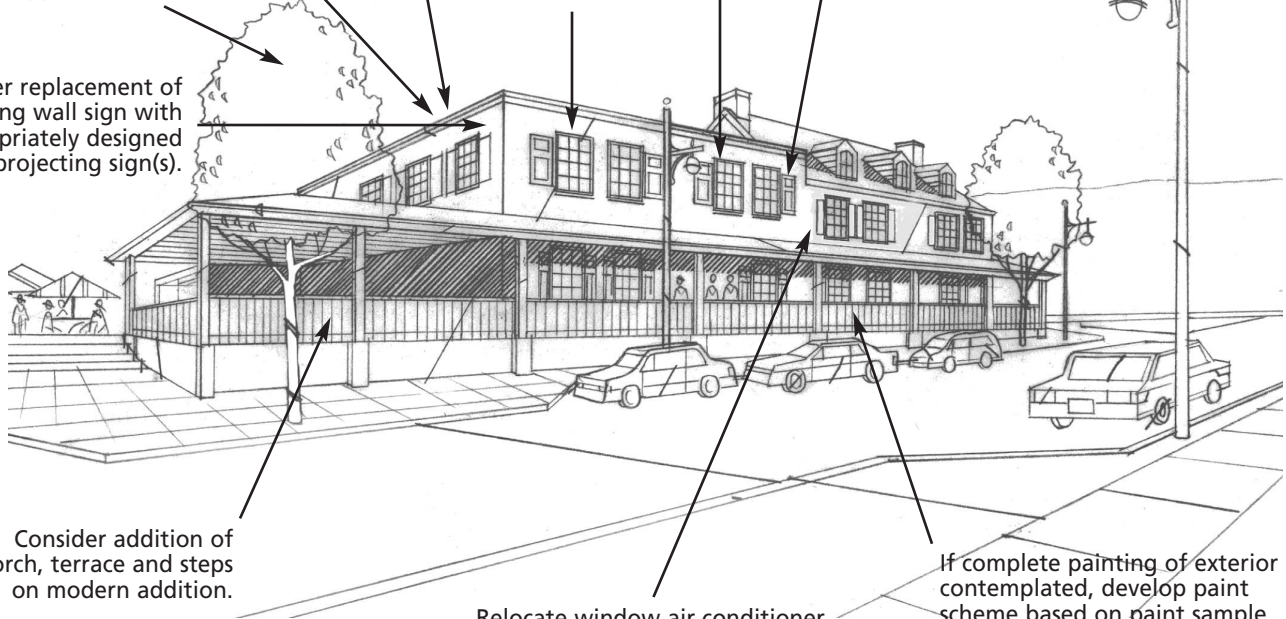 er replacement of
ng wall sign with
priately designed
projecting sign(s).
Consider addition of
orch, terrace and steps
on modern addition.
Relocate window air conditioner
If complete painting of exterior
contemplated, develop paint
scheme based on paint sample